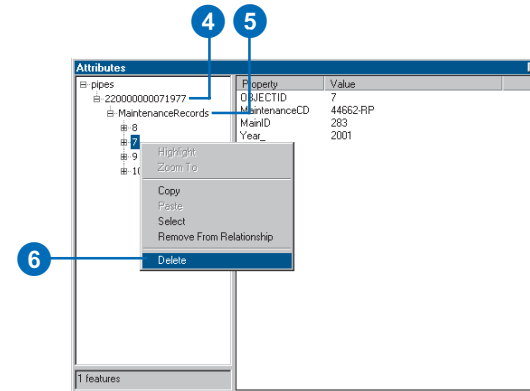 4 5
Attributes
pipes
220000000071977
MaintenanceRecords
8
7
9
10
Property Value
OBJECTID 7
MaintenanceCD 44662-RP
MainID 283
Year_ 2001
Highlight
Zoom To
Copy
Paste
Select
Remove From Relationship
6
Delete
1 features